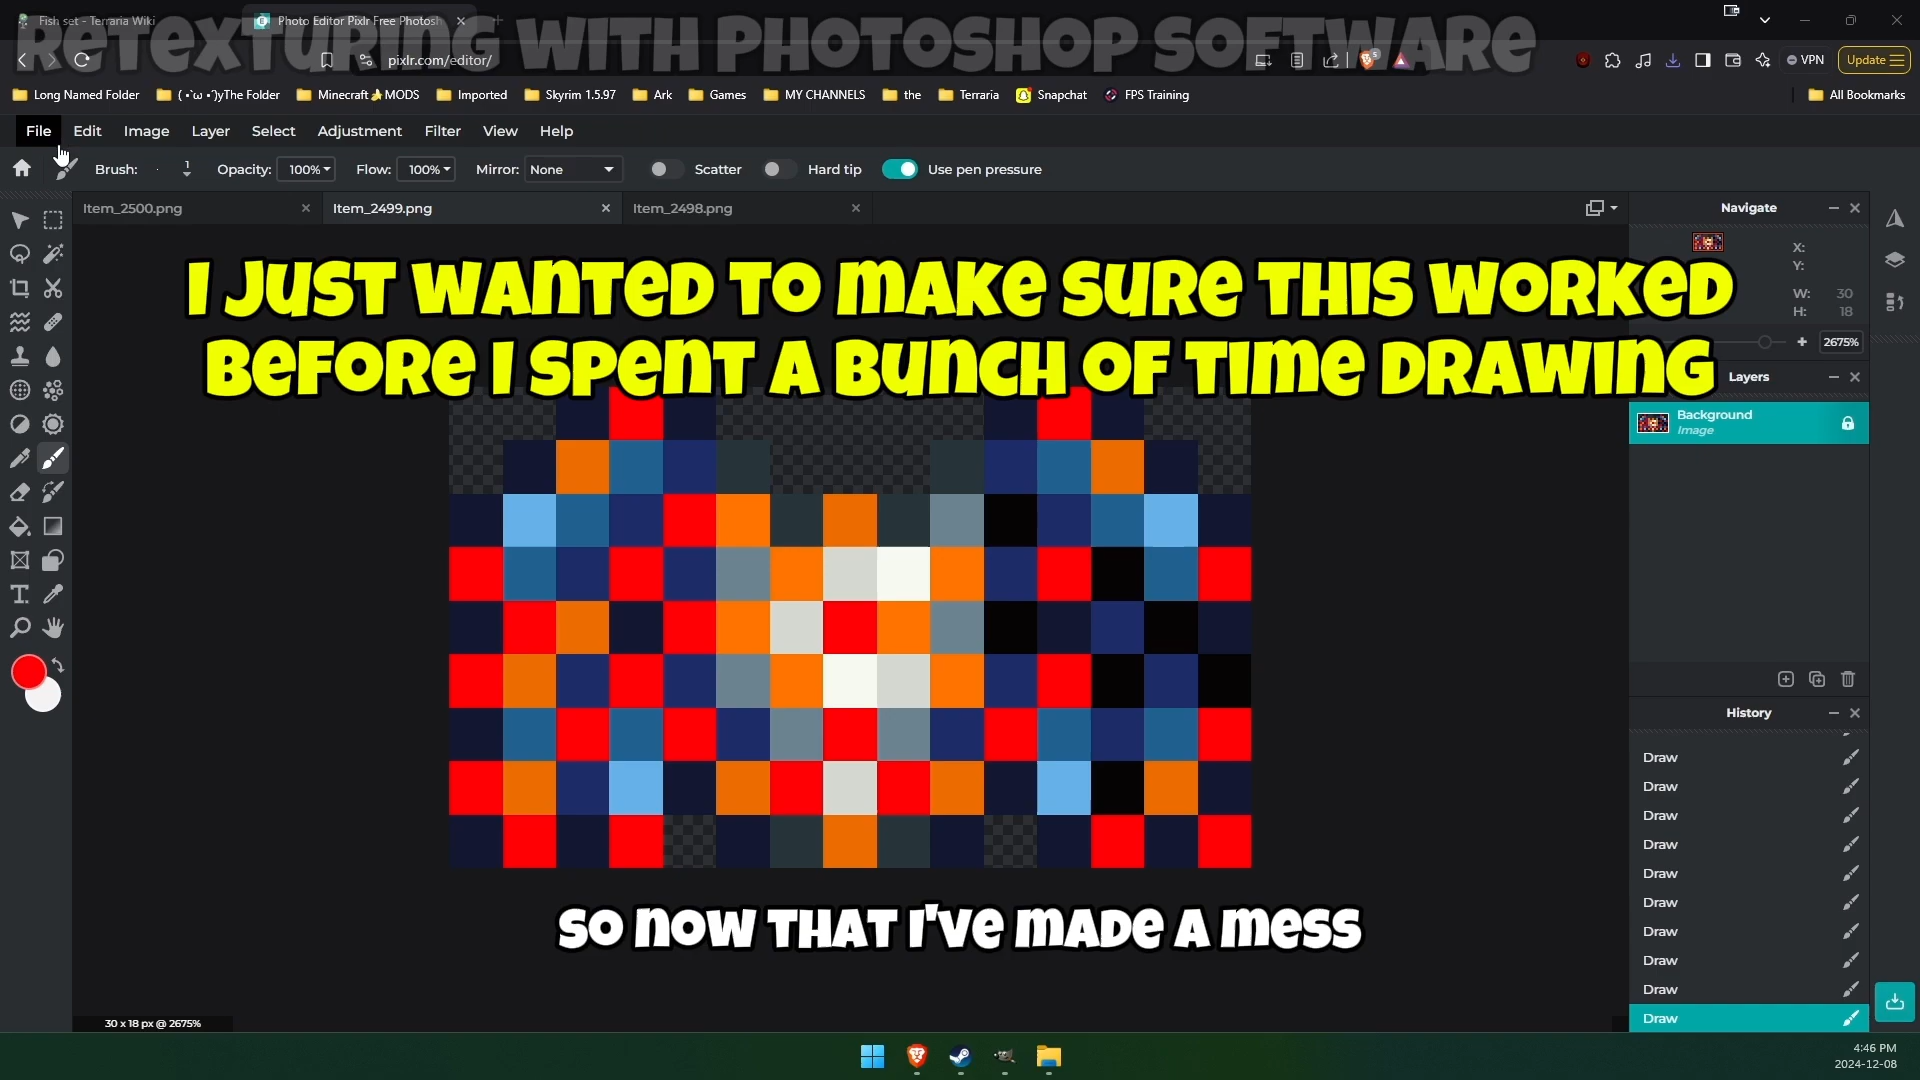 Fish set - Terraria Wiki
Photo Editor Pixlr Free Photosh
RETEXTURING WITH PHOTOSHOP SOFTWARE
pixlr.com/editor/
5
VPN
Update
Long Named Folder
( •̀ω •́ )yThe Folder
Minecraft MODS
Imported
Skyrim 1.5.97
Ark
Games
MY CHANNELS
the
Terraria
Snapchat
FPS Training
All Bookmarks
File Edit Image Layer Select Adjustment Filter View Help
Brush: 1 Opacity: 100% Flow: 100% Mirror: None Scatter Hard tip Use pen pressure
Item_2500.png
Item_2499.png
Item_2498.png
Navigate
X:
Y:
W: 30
H: 18
2675%
I JUST WANTED TO MAKE SURE THIS WORKED
BEFORE I SPENT A BUNCH OF TIME DRAWING
Layers
Background
Image
History
Draw
Draw
Draw
Draw
Draw
Draw
Draw
Draw
Draw
Draw
SO NOW THAT I'VE MADE A MESS
30 x 18 px @ 2675%
4:46 PM
2024-12-08